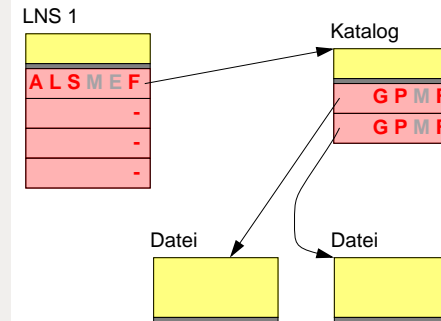 LNS 1
Katalog
A L S M E F
G P M
-
G P M
-
-
Datei
Datei